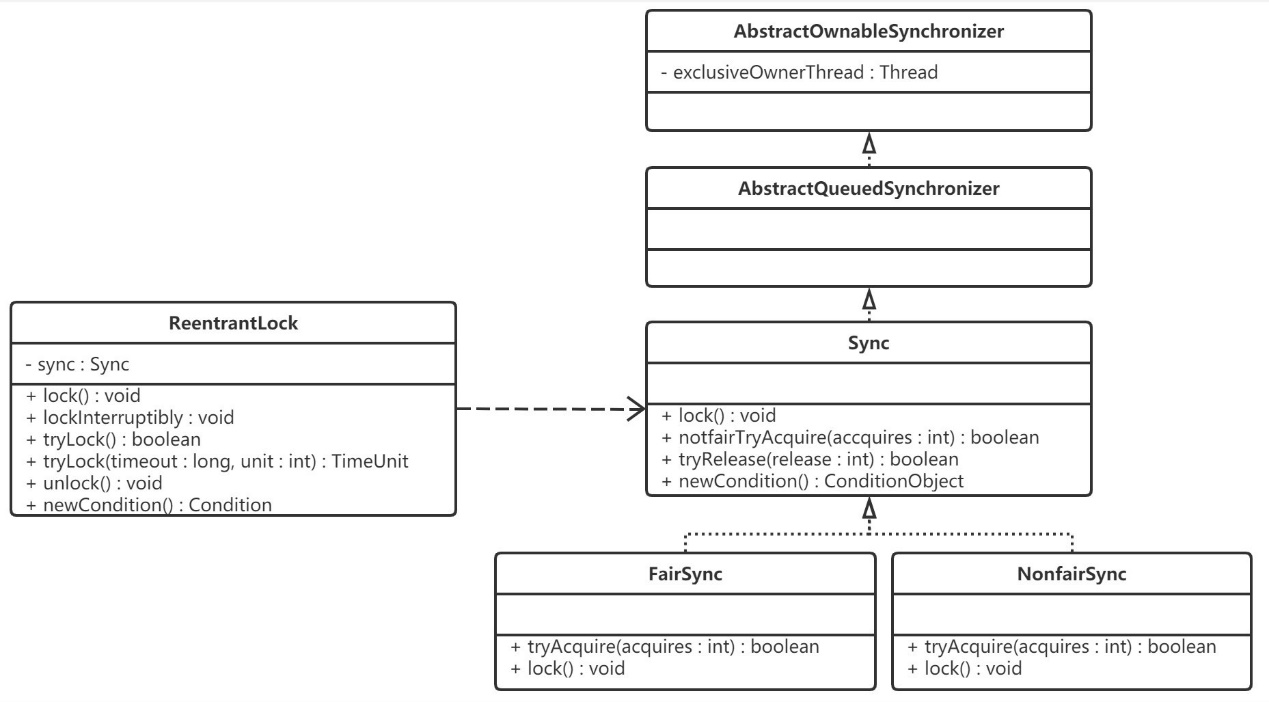 AbstractOwnableSynchronizer
- exclusiveOwnerThread : Thread
AbstractQueuedSynchronizer
ReentrantLock
- sync : Sync
+ lock() : void
+ lockInterruptibly : void
+ tryLock() : boolean
+ tryLock(timeout : long, unit : int) : TimeUnit
+ unlock() : void
+ newCondition() : Condition
Sync
+ lock() : void
+ notfairTryAcquire(accquires : int) : boolean
+ tryRelease(release : int) : boolean
+ newCondition() : ConditionObject
FairSync
+ tryAcquire(acquires : int) : boolean
+ lock() : void
NonfairSync
+ tryAcquire(acquires : int) : boolean
+ lock() : void